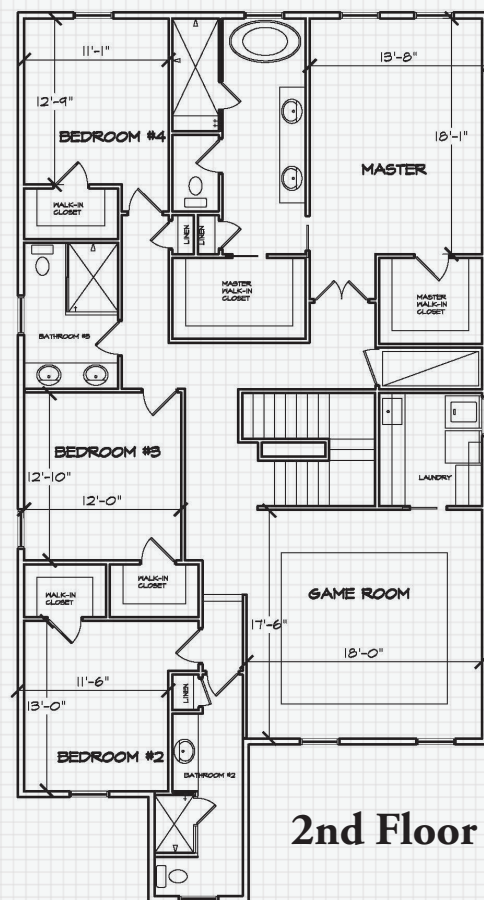 11'-1"
12'-9"
BEDROOM #4
13'-8"
18'-1"
MASTER
WALK-IN
CLOSET
LINEN
LINEN
MASTER
WALK-IN
CLOSET
MASTER
WALK-IN
CLOSET
BATHROOM #3
BEDROOM #3
12'-10"
12'-0"
LAUNDRY
WALK-IN
CLOSET
WALK-IN
CLOSET
GAME ROOM
17'-6"
18'-0"
11'-6"
13'-0"
LINEN
BEDROOM #2
BATHROOM #2
2nd Floor